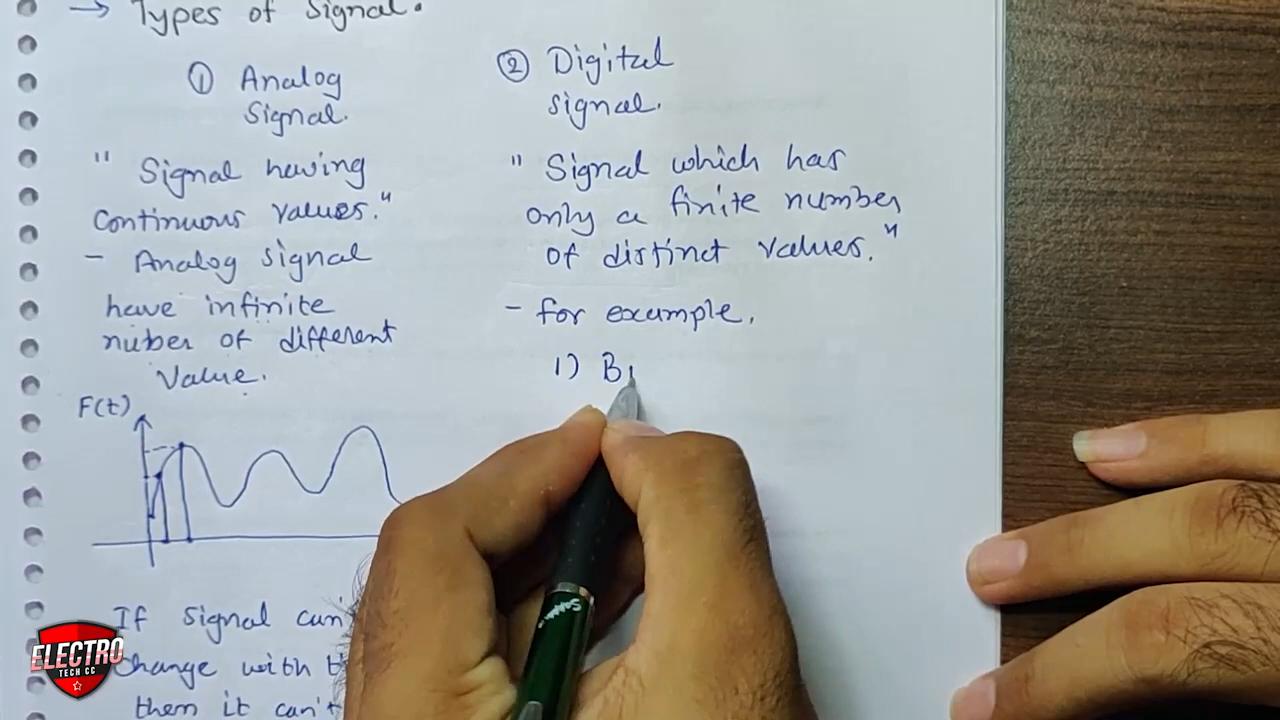 → Types of Signal.
① Analog
Signal.
" Signal having
Continuous values."
- Analog signal
have infinite
nuber of different
Value.
F(t)
If signal can't
change with
then it can't
② Digital
signal.
" Signal which has
only a finite number
of distinct values."
- for example,
1) Bi
ELECTRO
TECH CC